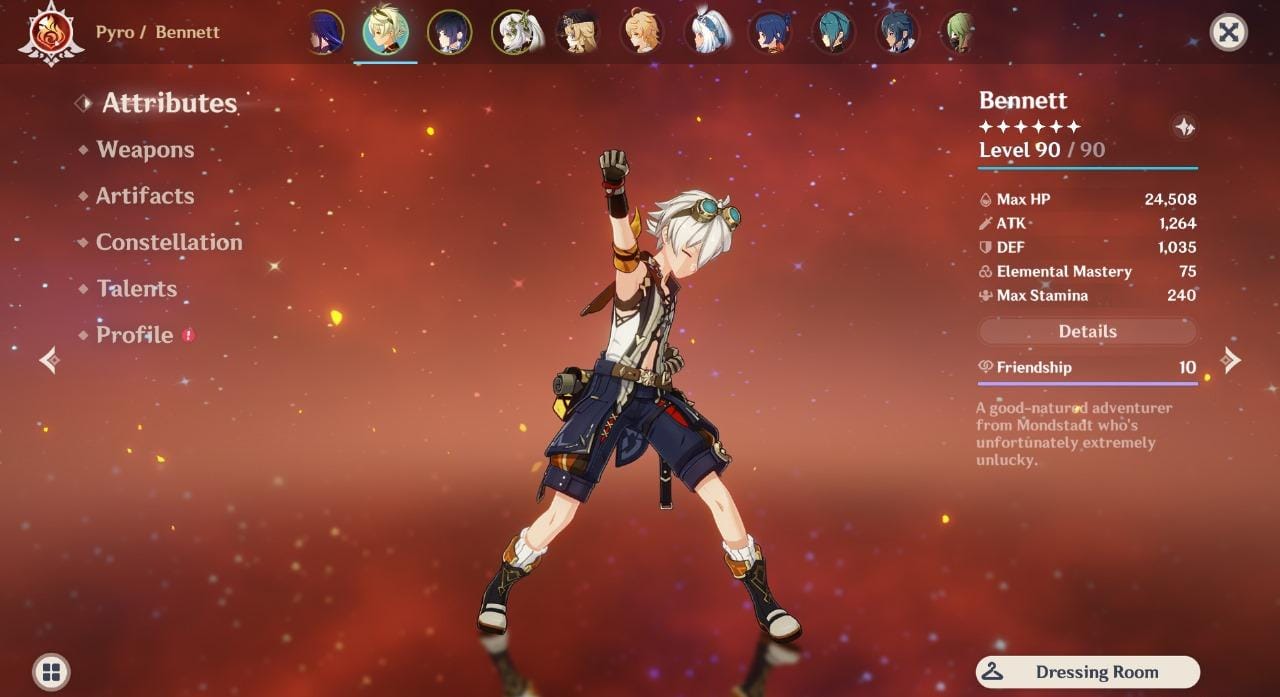 Pyro / Bennett
Attributes
Weapons
Artifacts
Constellation
Talents
Profile
Bennett
Level 90 / 90
Max HP 24,508
ATK 1,264
DEF 1,035
Elemental Mastery 75
Max Stamina 240
Details
Friendship 10
A good-natured adventurer
from Mondstadt who's
unfortunately extremely
unlucky.
Dressing Room